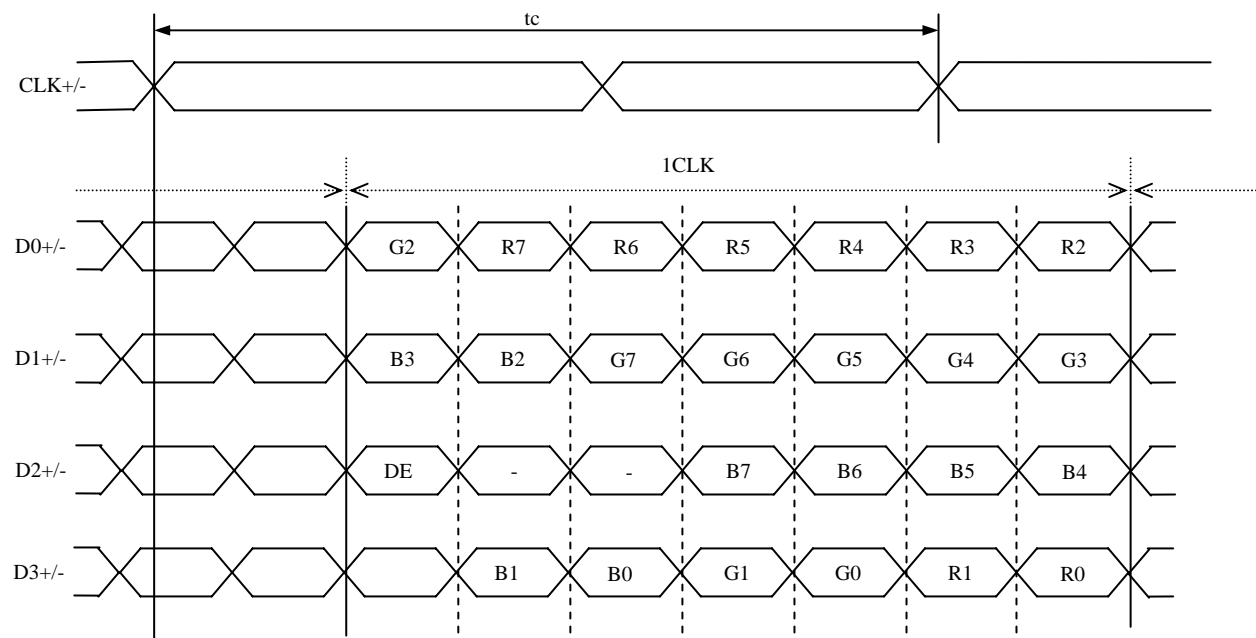 tc
CLK+/-
1CLK
D0+/- G2 R7 R6 R5 R4 R3 R2
D1+/- B3 B2 G7 G6 G5 G4 G3
D2+/- DE - - B7 B6 B5 B4
D3+/- B1 B0 G1 G0 R1 R0